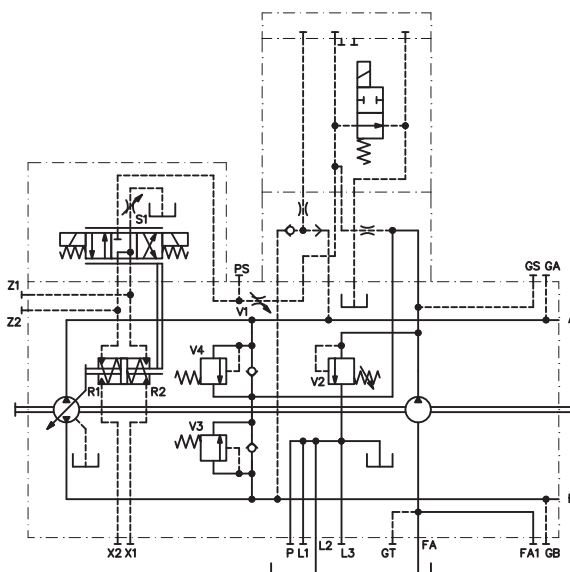 S1
PS
GS GA
Z1
Z2
V1
V4
V2
R1 R2
V3
X2 X1
P L1 L2 L3 GT FA FA1 GB